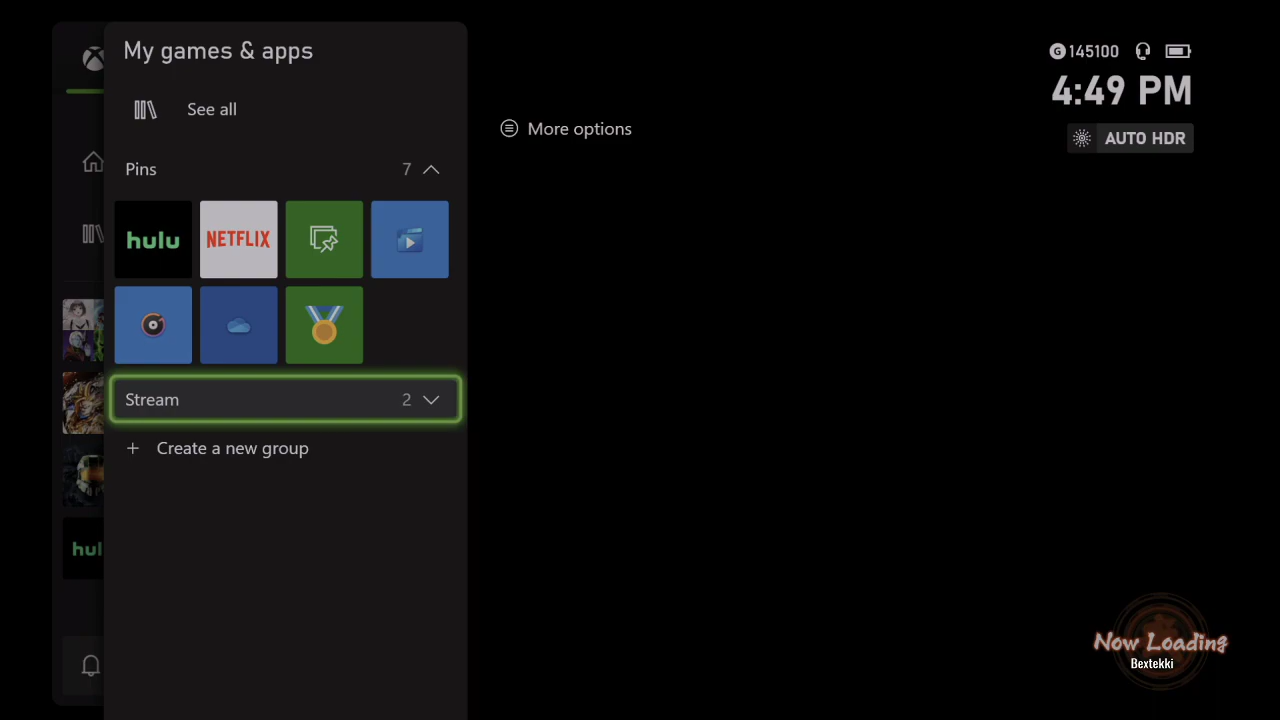 My games & apps
See all
Pins 7
hulu
NETFLIX
Stream 2
+ Create a new group
hul
More options
G 145100
4:49 PM
AUTO HDR
Now Loading
Bextekki